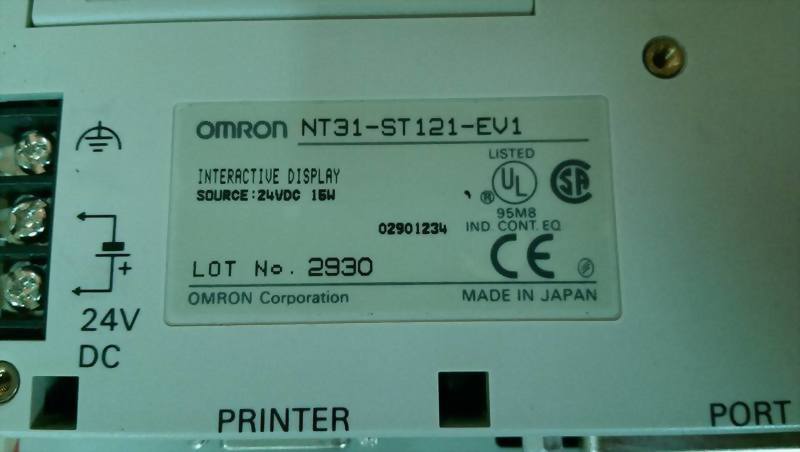 OMRON NT31-ST121-EV1
LISTED
UL
®
SA
INTERACTIVE DISPLAY
SOURCE:24VDC 15W
95M8
02901234 IND. CONT. EQ
CE
LOT No. 2930
OMRON Corporation MADE IN JAPAN
+
24V
DC
PRINTER
PORT